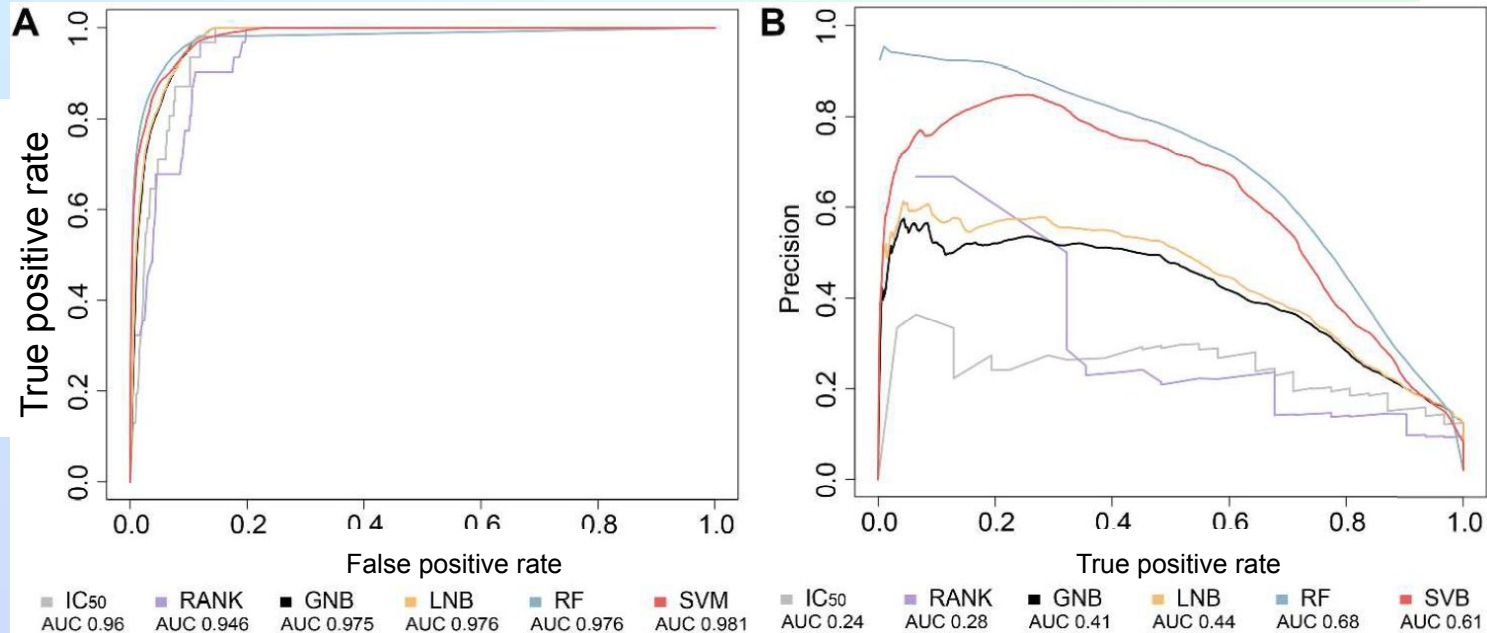 A
B
True positive rate
1.0
0.8
0.6
0.4
0.2
0.0
0.0 0.2 0.4 0.6 0.8 1.0
False positive rate
IC50 RANK GNB LNB RF SVM
AUC 0.96 AUC 0.946 AUC 0.975 AUC 0.976 AUC 0.976 AUC 0.981
Precision
1.0
0.8
0.6
0.4
0.2
0.0
0.0 0.2 0.4 0.6 0.8 1.0
True positive rate
IC50 RANK GNB LNB RF SVB
AUC 0.24 AUC 0.28 AUC 0.41 AUC 0.44 AUC 0.68 AUC 0.61